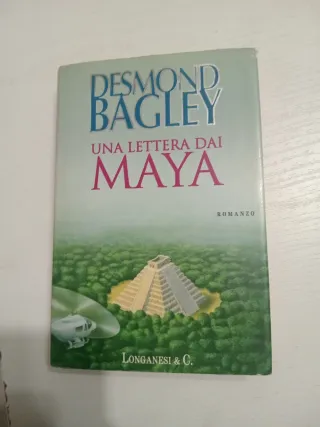 DESMOND
BAGLEY
UNA LETTERA DAI
MAYA
ROMANZO
LONGANESI & C.